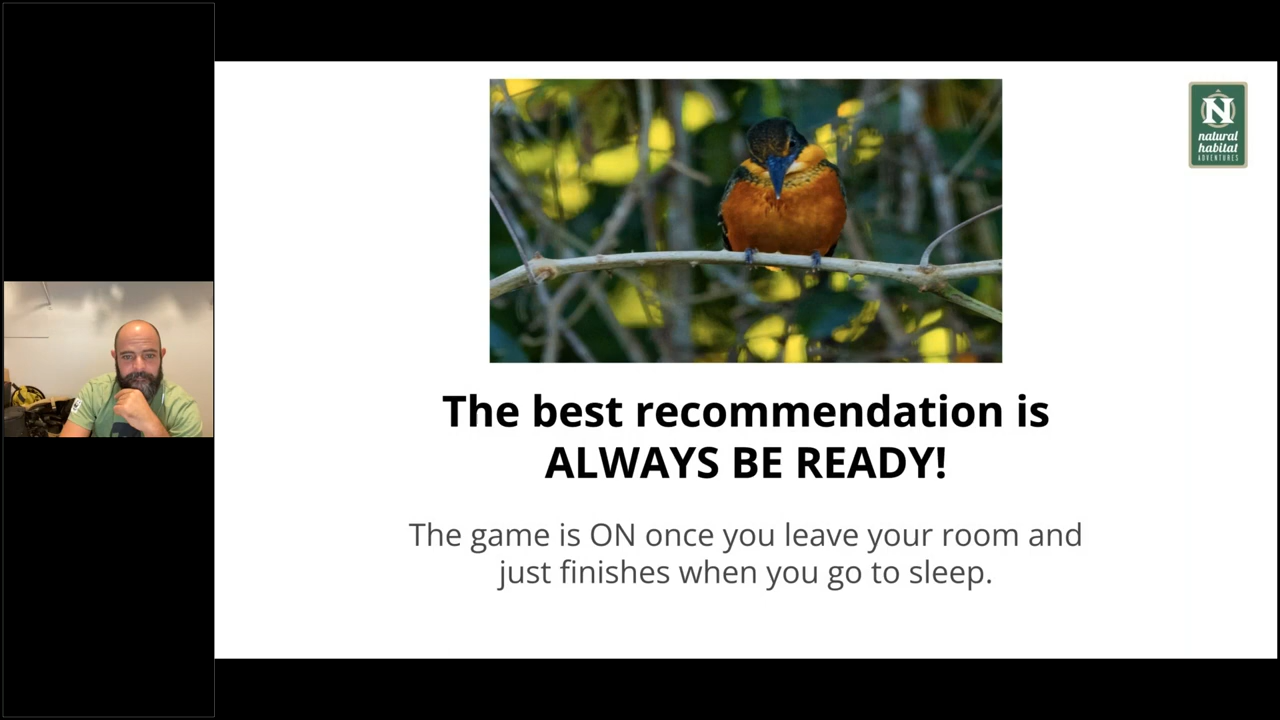 N
natural
habitat
ADVENTURES
The best recommendation is
ALWAYS BE READY!
The game is ON once you leave your room and
just finishes when you go to sleep.